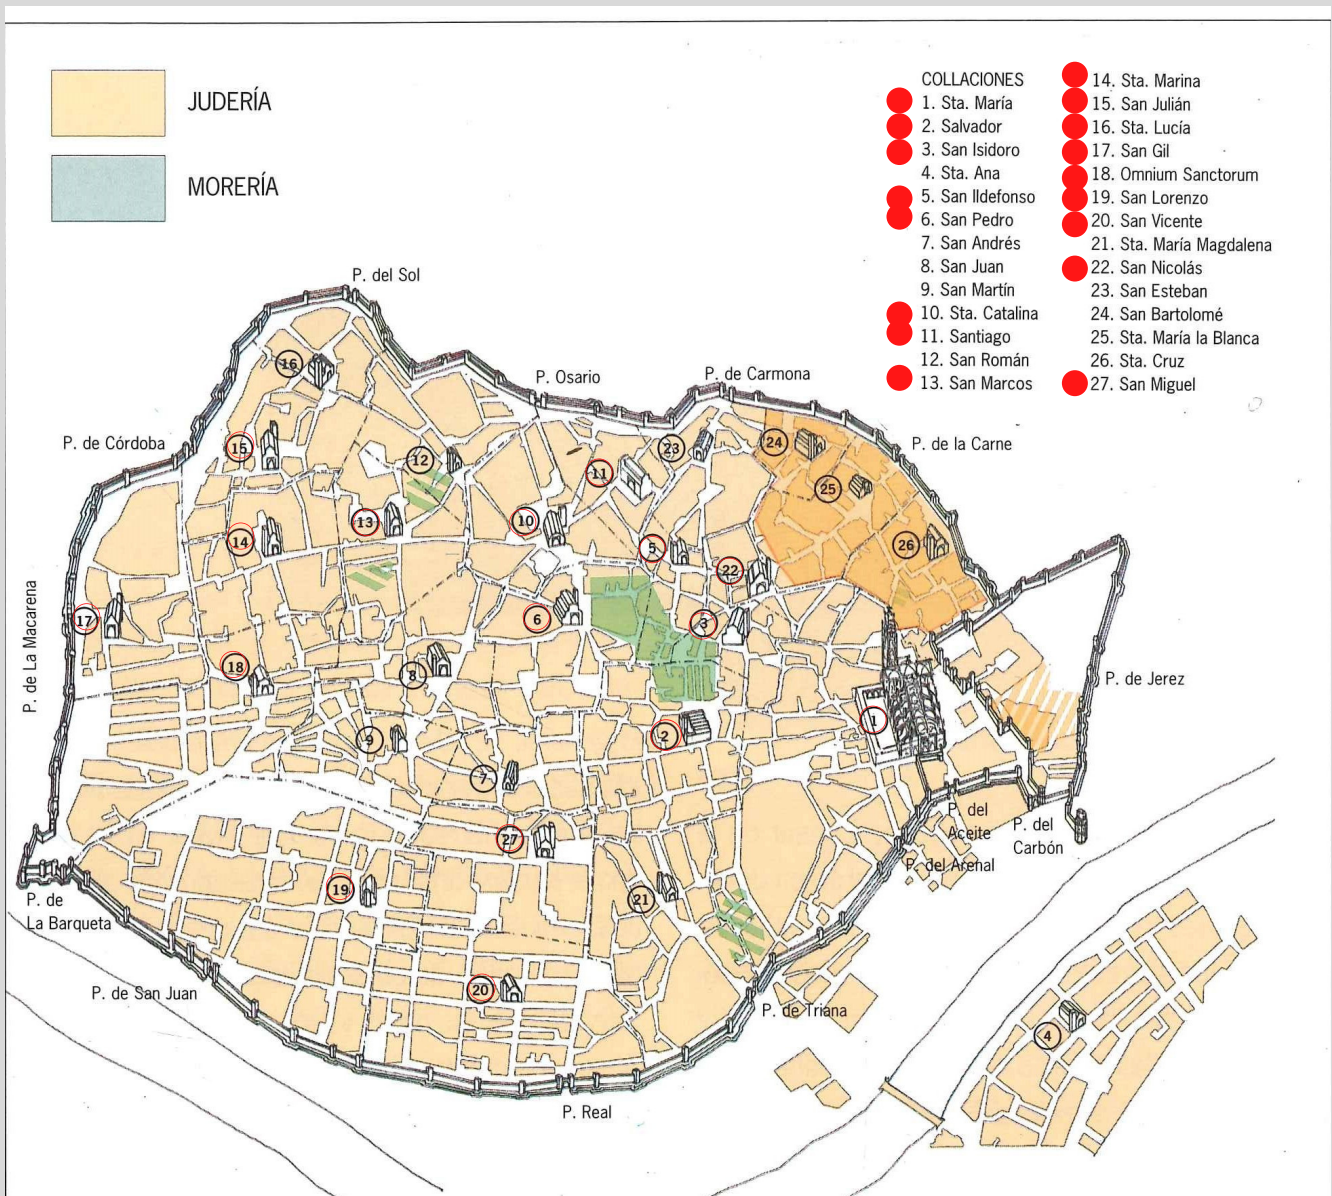 JUDERÍA
MORERÍA
COLLACIONES
1. Sta. María
2. Salvador
3. San Isidoro
4. Sta. Ana
5. San Ildefonso
6. San Pedro
7. San Andrés
8. San Juan
9. San Martín
10. Sta. Catalina
11. Santiago
12. San Román
13. San Marcos
14. Sta. Marina
15. San Julián
16. Sta. Lucía
17. San Gil
18. Omnium Sanctorum
19. San Lorenzo
20. San Vicente
21. Sta. María Magdalena
22. San Nicolás
23. San Esteban
24. San Bartolomé
25. Sta. María la Blanca
26. Sta. Cruz
27. San Miguel
P. del Sol
P. Osario
P. de Carmona
P. de Córdoba
P. de la Carne
P. de La Macarena
P. de Jerez
P. del
Aceite
P. del
Carbón
P. del Arenal
P. de
La Barqueta
P. de San Juan
P. de Triana
P. Real
16
15
12
11
23
24
25
14
13
10
5
22
26
17
6
3
18
8
9
2
1
7
27
19
21
20
4